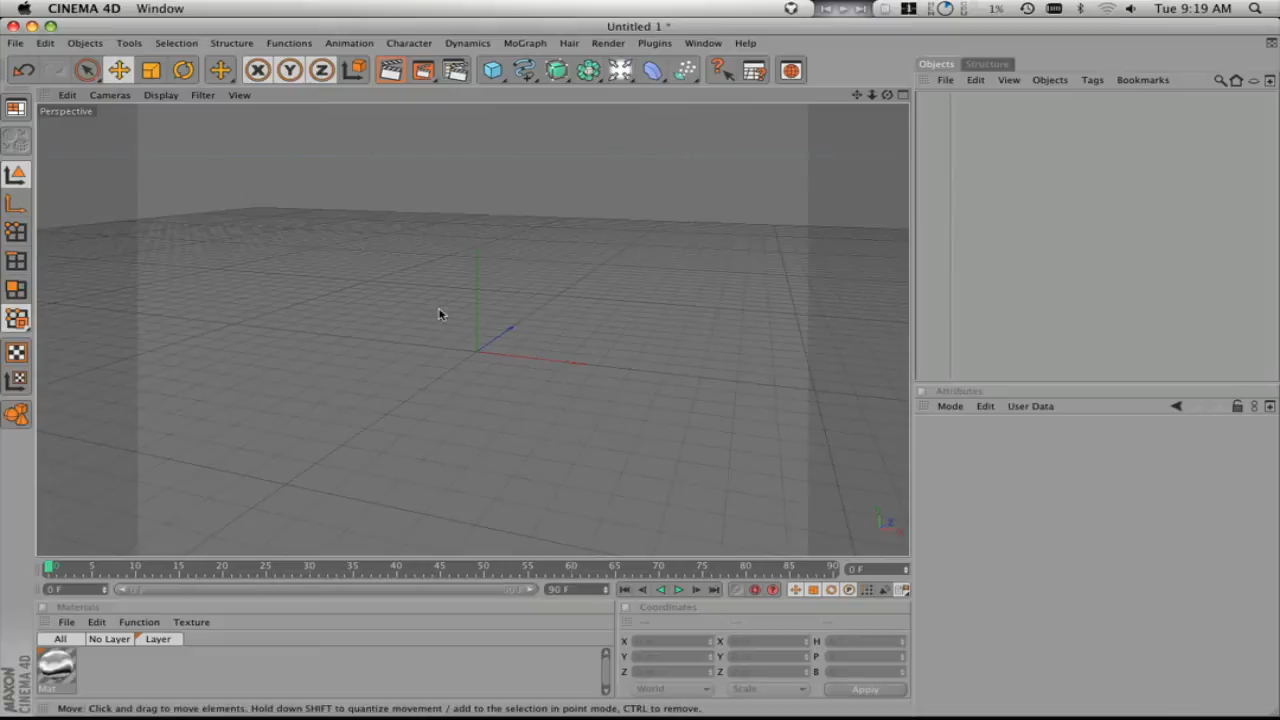 CINEMA 4D Window 1% Tue 9:19 AM
Untitled 1 *
File Edit Objects Tools Selection Structure Functions Animation Character Dynamics MoGraph Hair Render Plugins Window Help
Objects Structure
File Edit View Objects Tags Bookmarks
Edit Cameras Display Filter View
Perspective
Attributes
Mode Edit User Data
X Y Z
Y Z
0 5 10 15 20 25 30 35 40 45 50 55 60 65 70 75 80 85 90 0 F
0 F 90 F
Materials
File Edit Function Texture
All No Layer Layer
Mat
Coordinates
X X H
Y Y P
Z Z B
World Scale Apply
MAXON
CINEMA 4D
Move: Click and drag to move elements. Hold down SHIFT to quantize movement / add to the selection in point mode, CTRL to remove.